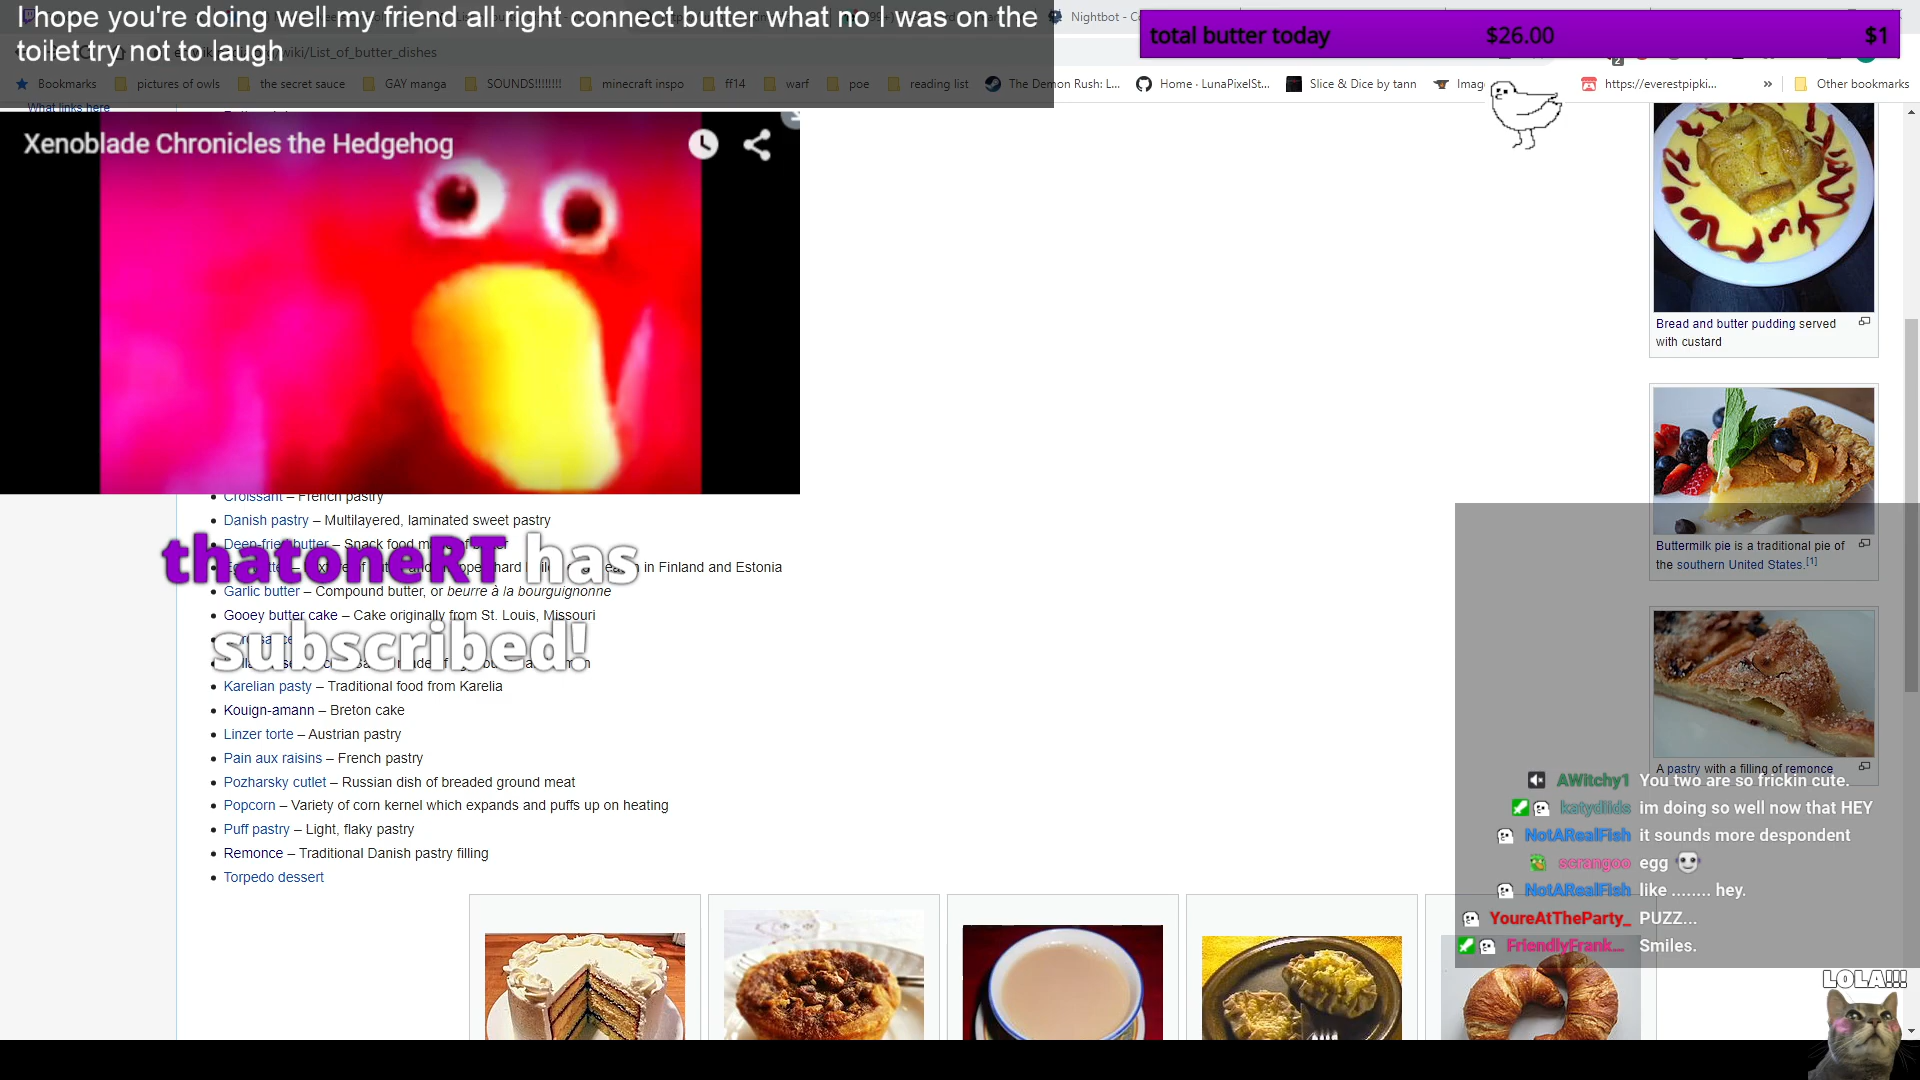 I hope you're doing well my friend all right connect butter what no I was on the
toilet try not to laugh
Nightbot - C
wiki/List_of_butter_dishes
total butter today $26.00 $1
Bookmarks pictures of owls the secret sauce GAY manga SOUNDS!!!!!!!! minecraft inspo ff14 warf poe reading list The Demon Rush: L... Home · LunaPixelSt... Slice & Dice by tann Imag https://everestpipki... » Other bookmarks
What links here
Xenoblade Chronicles the Hedgehog
Bread and butter pudding served
with custard
Buttermilk pie is a traditional pie of
the southern United States.[1]
A pastry with a filling of remonce
Croissant – French pastry
Danish pastry – Multilayered, laminated sweet pastry
Deep-fried butter – Snack food
in Finland and Estonia
Garlic butter – Compound butter, or beurre à la bourguignonne
Gooey butter cake – Cake originally from St. Louis, Missouri
Karelian pasty – Traditional food from Karelia
Kouign-amann – Breton cake
Linzer torte – Austrian pastry
Pain aux raisins – French pastry
Pozharsky cutlet – Russian dish of breaded ground meat
Popcorn – Variety of corn kernel which expands and puffs up on heating
Puff pastry – Light, flaky pastry
Remonce – Traditional Danish pastry filling
Torpedo dessert
thatoneRT has
subscribed!
AWitchy1 You two are so frickin cute.
katydiids im doing so well now that HEY
NotARealFish it sounds more despondent
scrangoo egg
NotARealFish like ........ hey.
YoureAtTheParty_ PUZZ...
FriendlyFrank... Smiles.
LOLA!!!